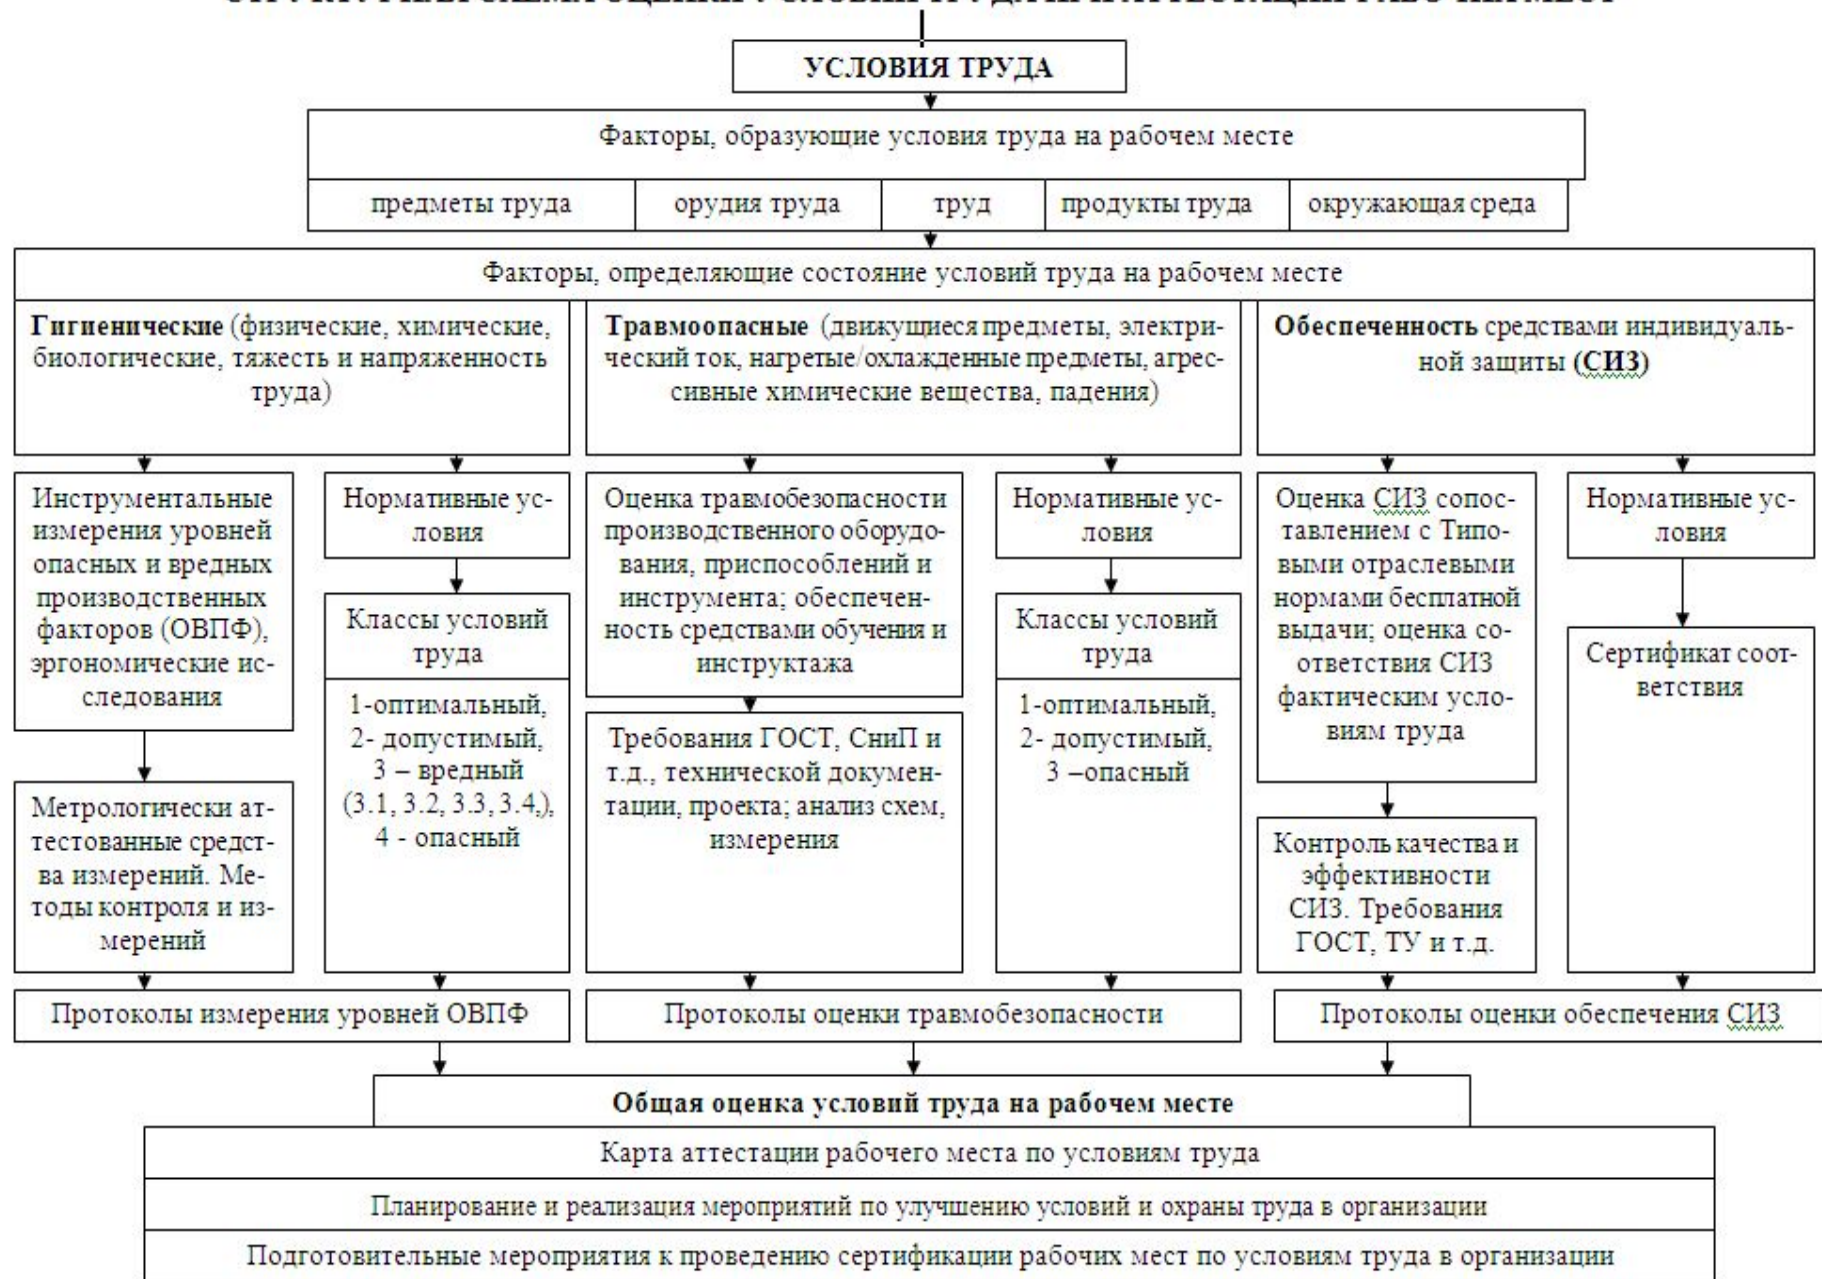 УСЛОВИЯ ТРУДА
Факторы, образующие условия труда на рабочем месте
предметы труда
орудия труда
труд
продукты труда
окружающая среда
Факторы, определяющие состояние условий труда на рабочем месте
Гигиенические (физические, химические,
биологические, тяжесть и напряженность
труда)
Травмоопасные (движущиеся предметы, электри-
ческий ток, нагретые/охлажденные предметы, агрес-
сивные химические вещества, падения)
Обеспеченность средствами индивидуаль-
ной защиты (СИЗ)
Инструментальные
измерения уровней
опасных и вредных
производственных
факторов (ОВПФ),
эргономические ис-
следования
Метрологически ат-
тестованные средст-
ва измерений. Ме-
тоды контроля и из-
мерений
Нормативные ус-
ловия
Классы условий
труда
1-оптимальный,
2- допустимый,
3 – вредный
(3.1, 3.2, 3.3, 3.4,),
4 - опасный
Оценка травмобезопасности
производственного оборудо-
вания, приспособлений и
инструмента; обеспечен-
ность средствами обучения и
инструктажа
Требования ГОСТ, СниП и
т.д., технической докумен-
тации, проекта; анализ схем,
измерения
Нормативные ус-
ловия
Классы условий
труда
1-оптимальный,
2- допустимый,
3 –опасный
Оценка СИЗ сопос-
тавлением с Типо-
выми отраслевыми
нормами бесплатной
выдачи; оценка со-
ответствия СИЗ
фактическим усло-
виям труда
Контроль качества и
эффективности
СИЗ. Требования
ГОСТ, ТУ и т.д.
Нормативные ус-
ловия
Сертификат соот-
ветствия
Протоколы измерения уровней ОВПФ
Протоколы оценки травмобезопасности
Протоколы оценки обеспечения СИЗ
Общая оценка условий труда на рабочем месте
Карта аттестации рабочего места по условиям труда
Планирование и реализация мероприятий по улучшению условий и охраны труда в организации
Подготовительные мероприятия к проведению сертификации рабочих мест по условиям труда в организации